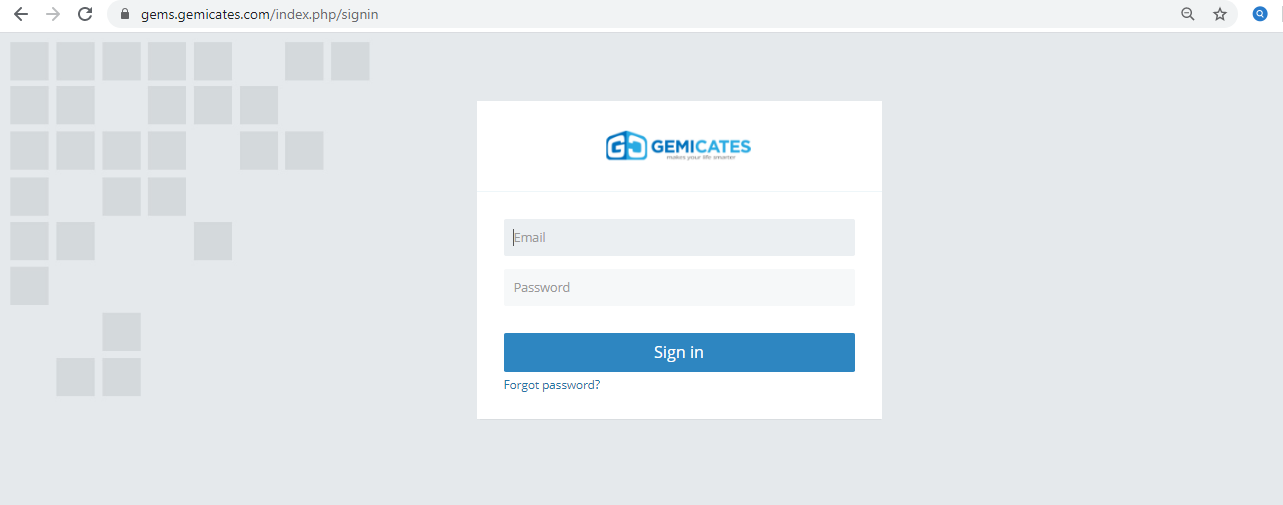 gems.gemicates.com/index.php/signin
GEMICATES
makes your life smarter
Email
Password
Sign in
Forgot password?